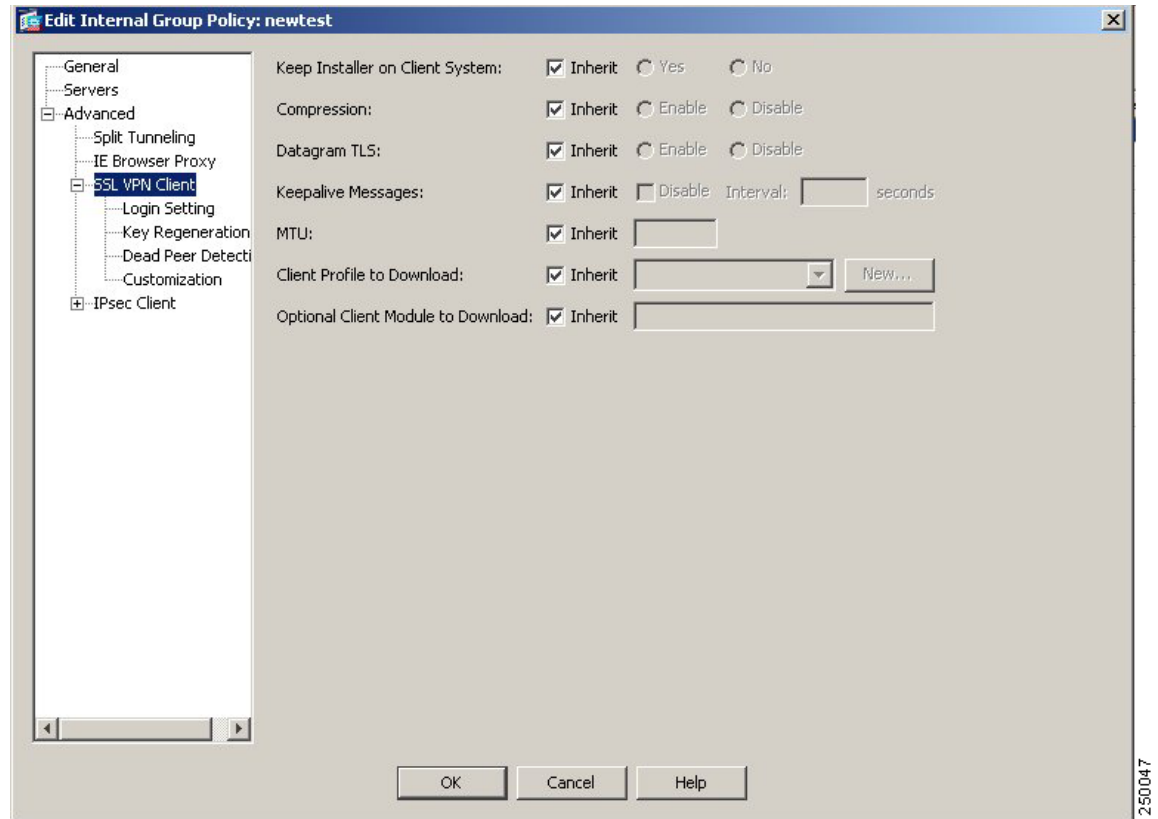 Edit Internal Group Policy: newtest
General
Servers
Advanced
Split Tunneling
IE Browser Proxy
SSL VPN Client
Login Setting
Key Regeneration
Dead Peer Detecti
Customization
IPsec Client
Keep Installer on Client System: Inherit Yes No
Compression: Inherit Enable Disable
Datagram TLS: Inherit Enable Disable
Keepalive Messages: Inherit Disable Interval: seconds
MTU: Inherit
Client Profile to Download: Inherit New...
Optional Client Module to Download: Inherit
OK Cancel Help
250047